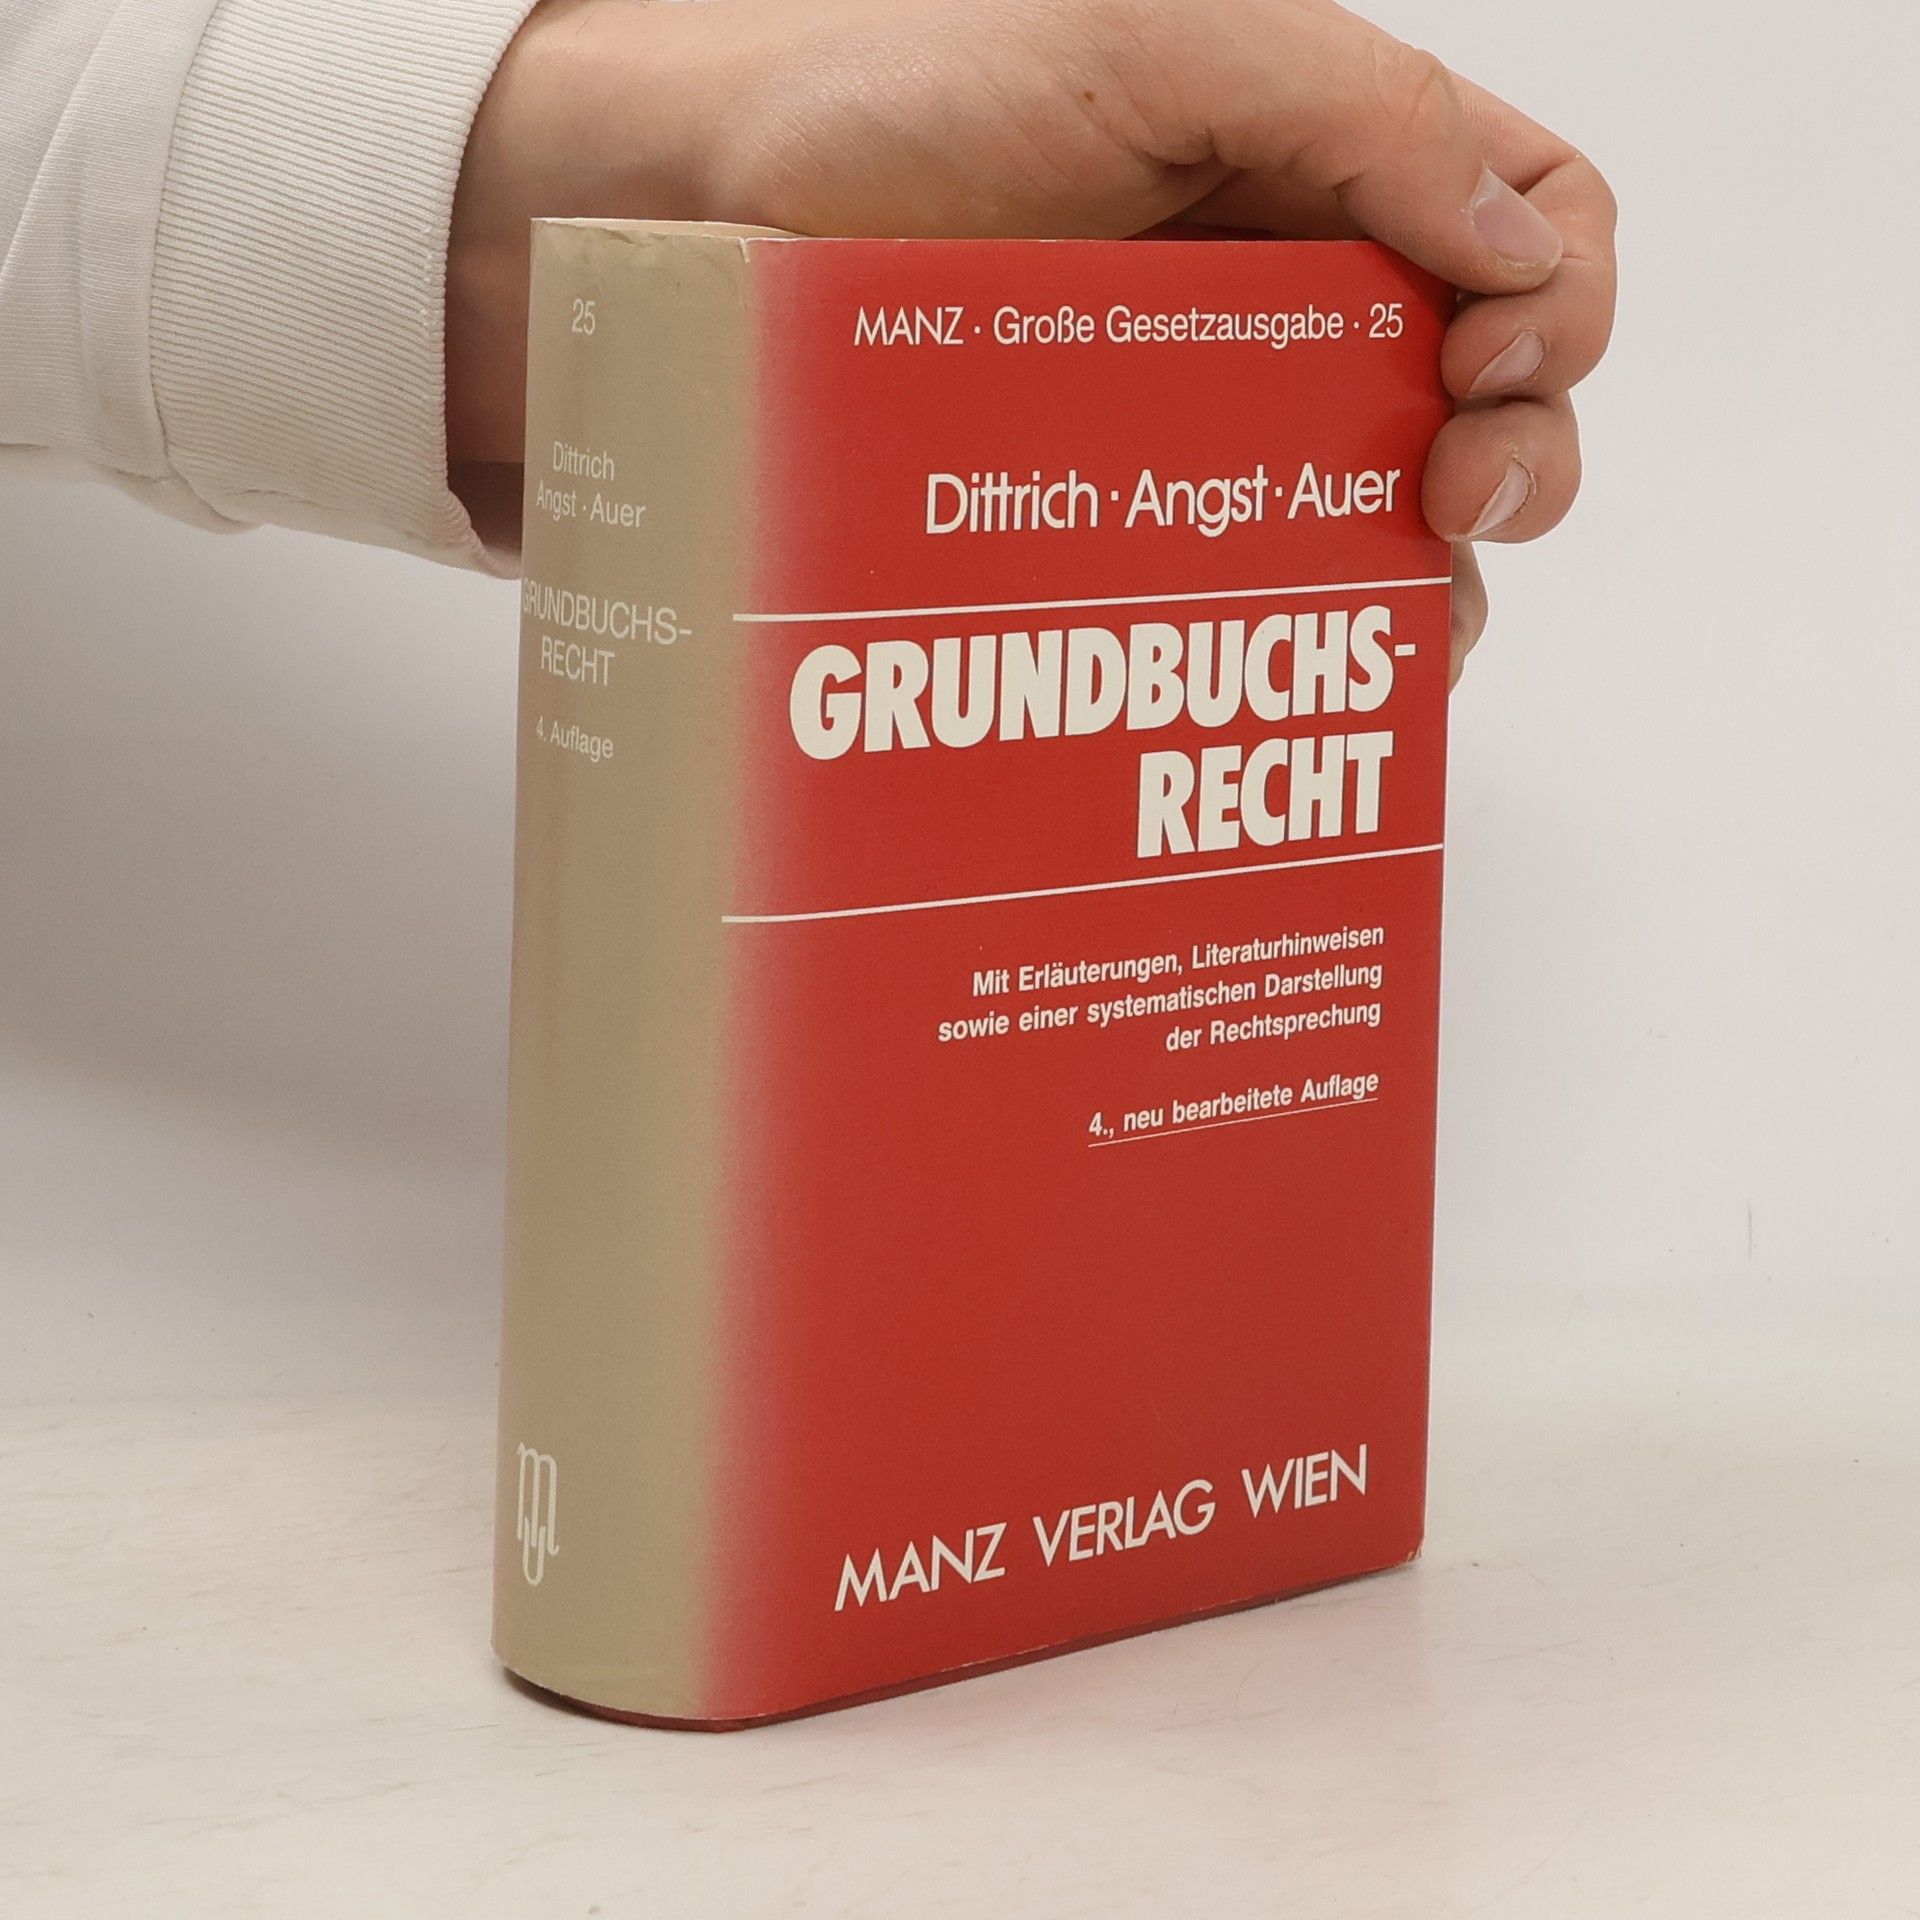 25
Dittrich
Angst · Auer
GRUNDBUCHS-
RECHT
4. Auflage
MANZ · Große Gesetzausgabe · 25
Dittrich · Angst · Auer
GRUNDBUCHS-
RECHT
Mit Erläuterungen, Literaturhinweisen
sowie einer systematischen Darstellung
der Rechtsprechung
4., neu bearbeitete Auflage
MANZ VERLAG WIEN